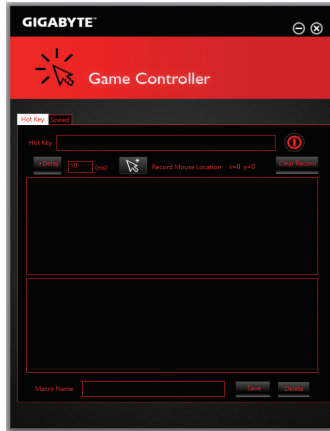 GIGABYTE™
Game Controller
Hot Key Speed
Hot Key
+Delay 10 (ms) Record Mouse Location x=0 y=0 Clear Record
Macro Name Save Delete